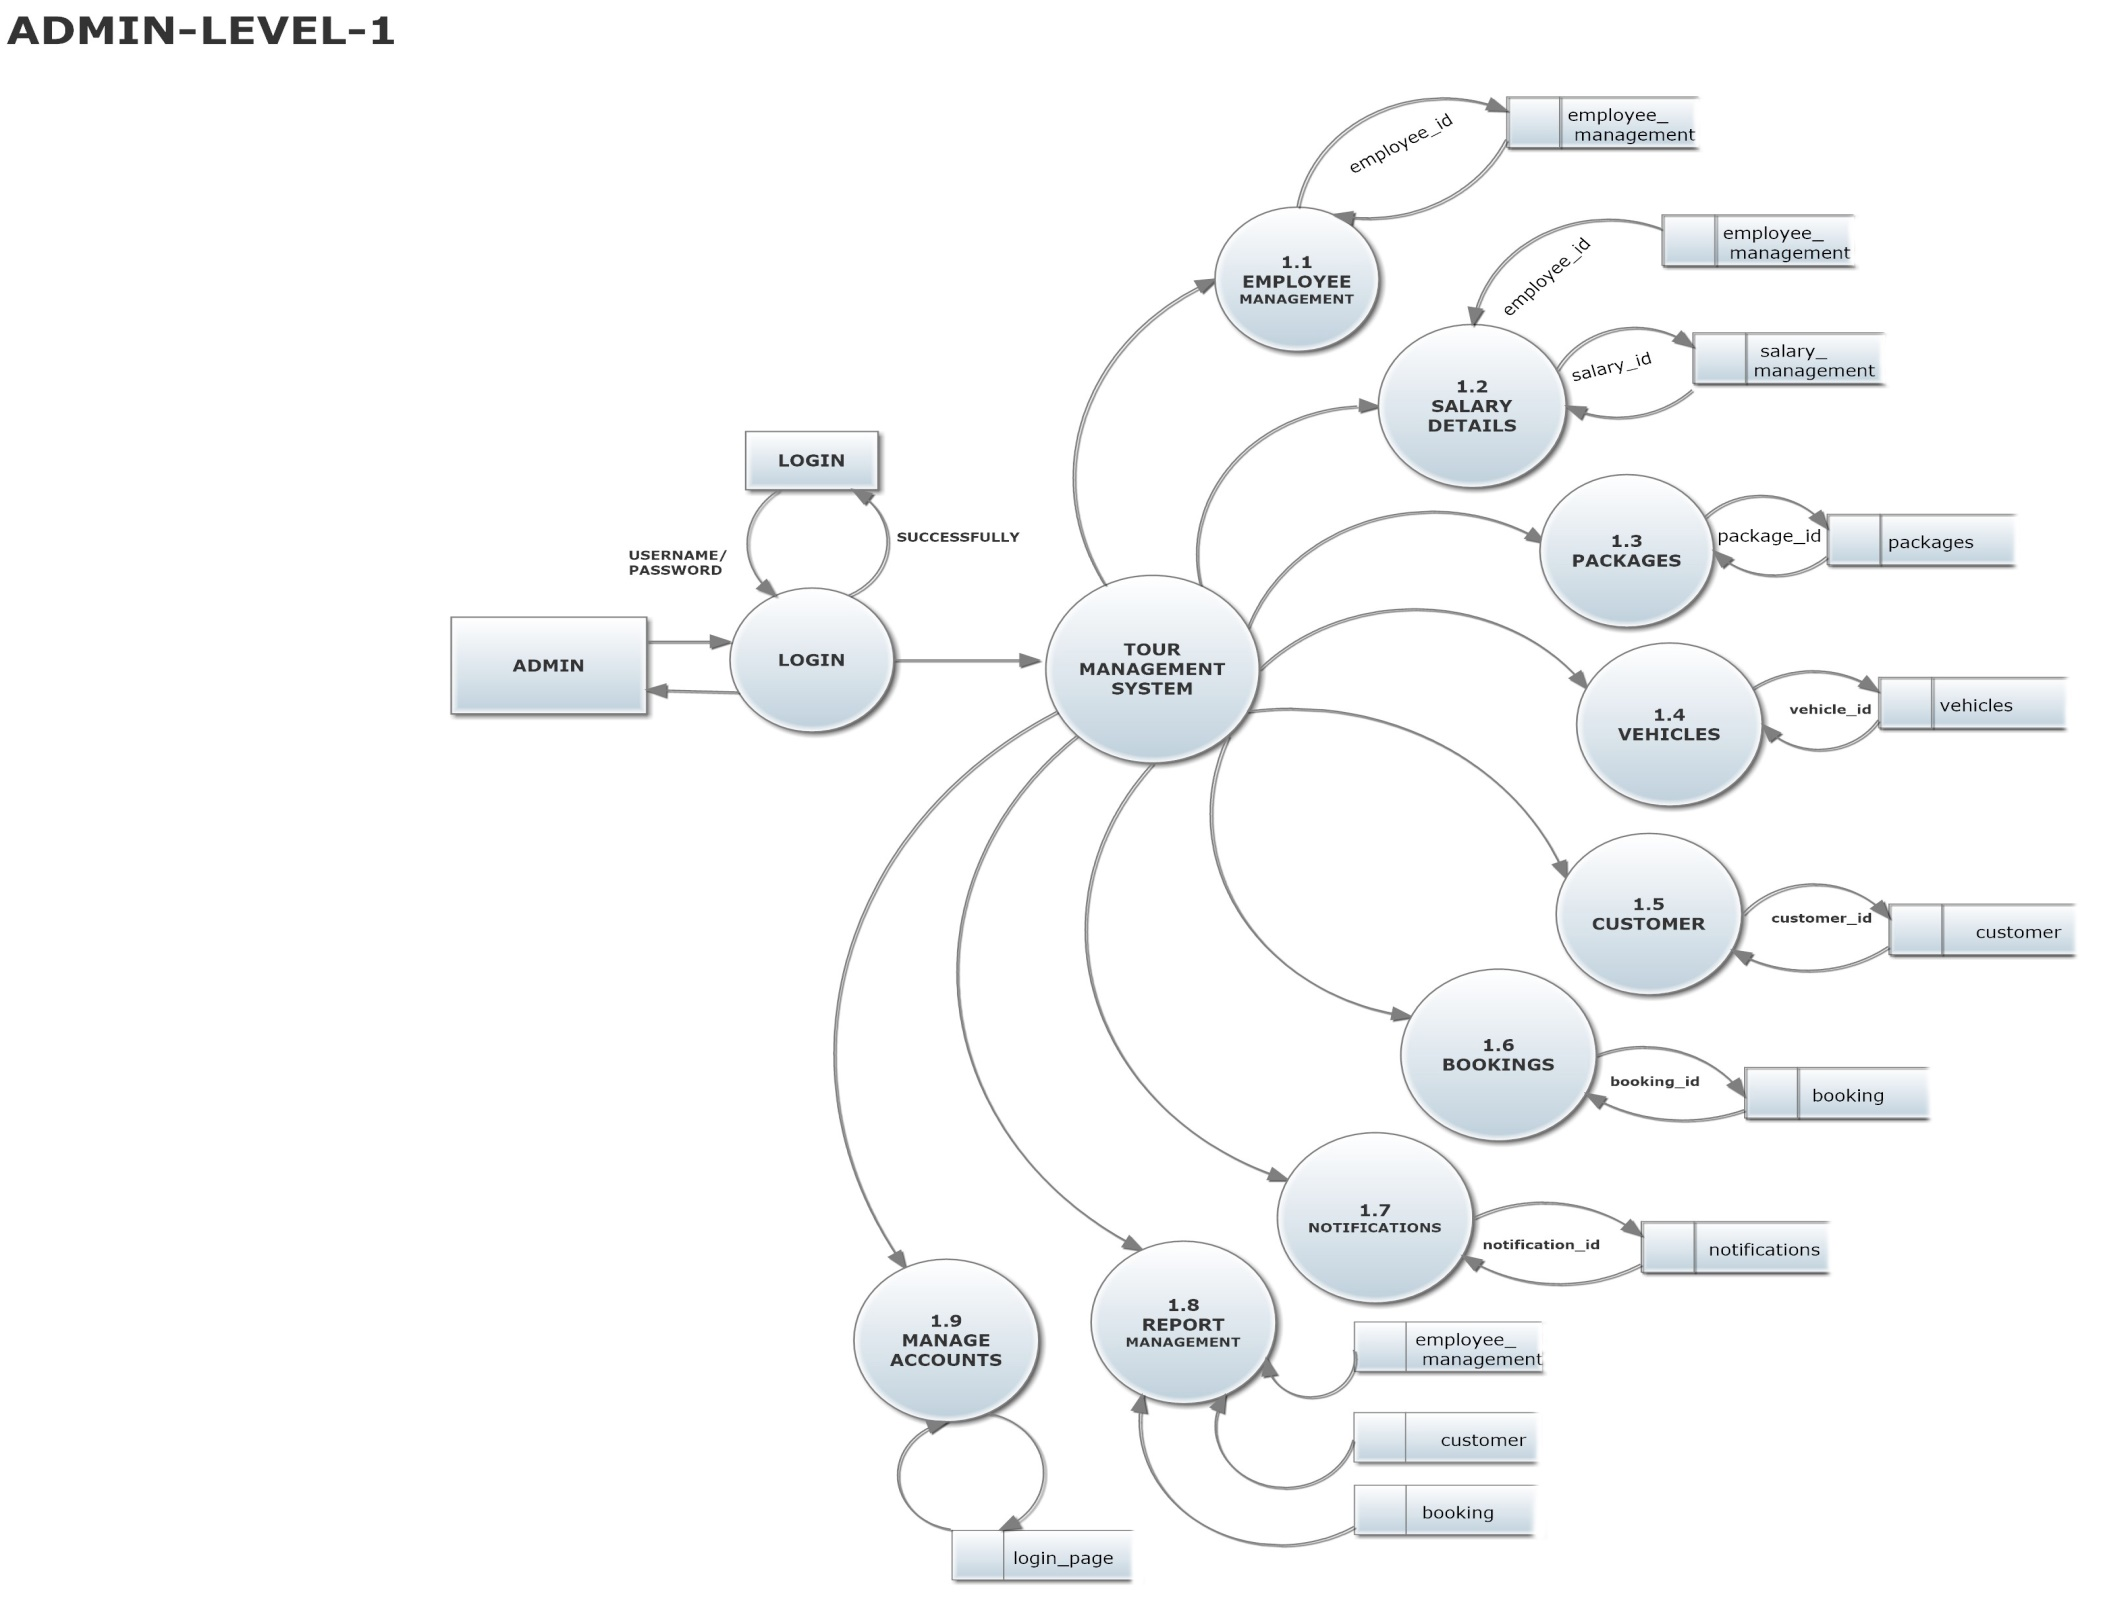 ADMIN-LEVEL-1
employee_
management
employee_id
1.1
EMPLOYEE
MANAGEMENT
employee_
management
employee_id
salary_
management
salary_id
1.2
SALARY
DETAILS
LOGIN
USERNAME/
PASSWORD
SUCCESSFULLY
1.3
PACKAGES
package_id
packages
ADMIN
LOGIN
TOUR
MANAGEMENT
SYSTEM
1.4
VEHICLES
vehicle_id
vehicles
1.5
CUSTOMER
customer_id
customer
1.6
BOOKINGS
booking_id
booking
1.7
NOTIFICATIONS
notification_id
notifications
1.8
REPORT
MANAGEMENT
employee_
management
customer
booking
1.9
MANAGE
ACCOUNTS
login_page